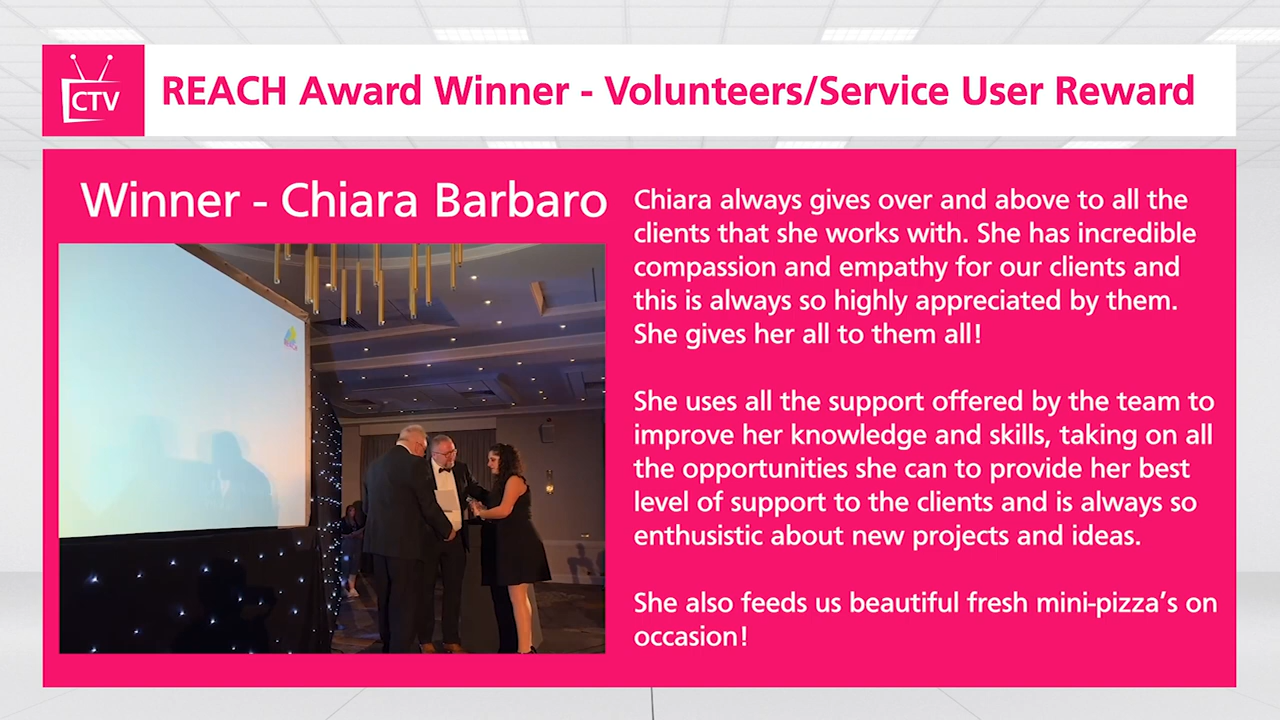 CTV
REACH Award Winner - Volunteers/Service User Reward
Winner - Chiara Barbaro
Chiara always gives over and above to all the
clients that she works with. She has incredible
compassion and empathy for our clients and
this is always so highly appreciated by them.
She gives her all to them all!
She uses all the support offered by the team to
improve her knowledge and skills, taking on all
the opportunities she can to provide her best
level of support to the clients and is always so
enthusistic about new projects and ideas.
She also feeds us beautiful fresh mini-pizza's on
occasion!